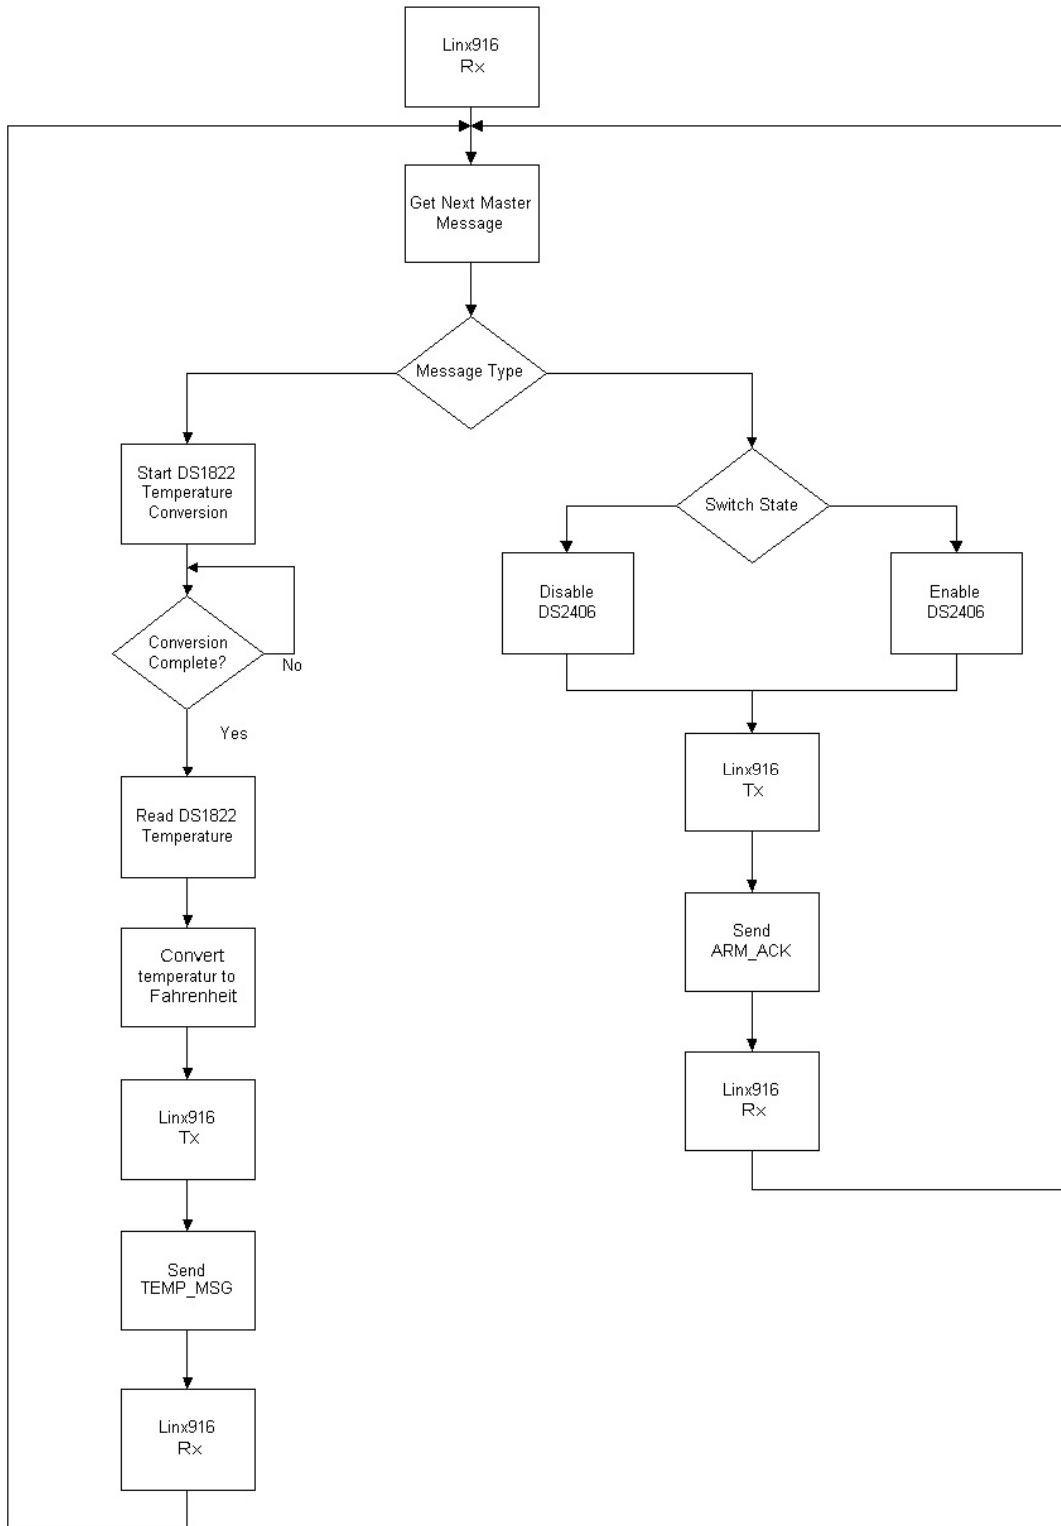 Linx916
Rx
Get Next Master
Message
Message Type
Start DS1822
Temperature
Conversion
Switch State
Disable
DS2406
Enable
DS2406
Conversion
Complete?
No
Yes
Linx916
Tx
Read DS1822
Temperature
Send
ARM_ACK
Convert
temperatur to
Fahrenheit
Linx916
Rx
Linx916
Tx
Send
TEMP_MSG
Linx916
Rx